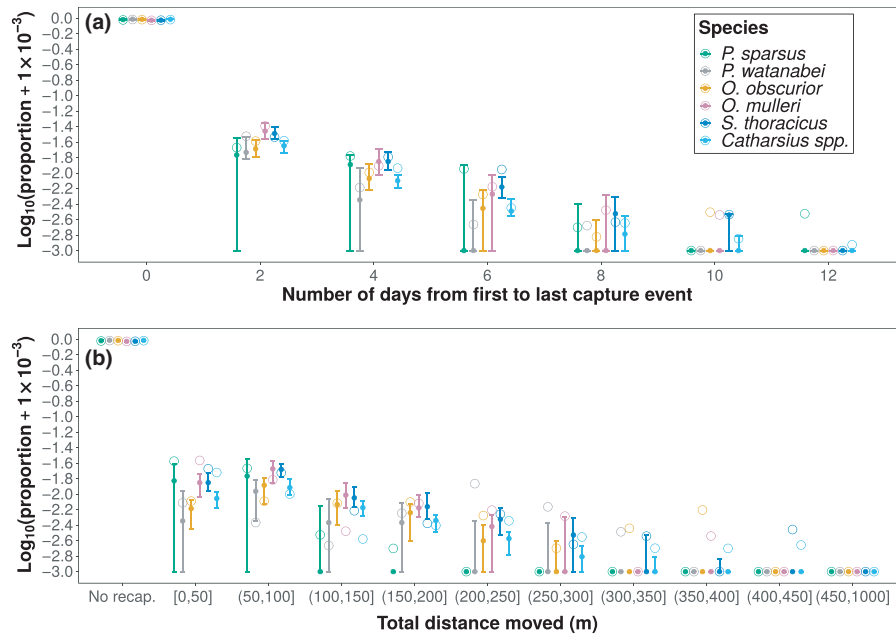 (a)
Log₁₀(proportion + 1 × 10⁻³)
0.0
−0.2
−0.4
−0.6
−0.8
−1.0
−1.2
−1.4
−1.6
−1.8
−2.0
−2.2
−2.4
−2.6
−2.8
−3.0
Species
P. sparsus
P. watanabei
O. obscurior
O. mulleri
S. thoracicus
Catharsius spp.
0 2 4 6 8 10 12
Number of days from first to last capture event
(b)
Log₁₀(proportion + 1 × 10⁻³)
0.0
−0.2
−0.4
−0.6
−0.8
−1.0
−1.2
−1.4
−1.6
−1.8
−2.0
−2.2
−2.4
−2.6
−2.8
−3.0
No recap. [0,50] (50,100] (100,150] (150,200] (200,250] (250,300] (300,350] (350,400] (400,450] (450,1000]
Total distance moved (m)